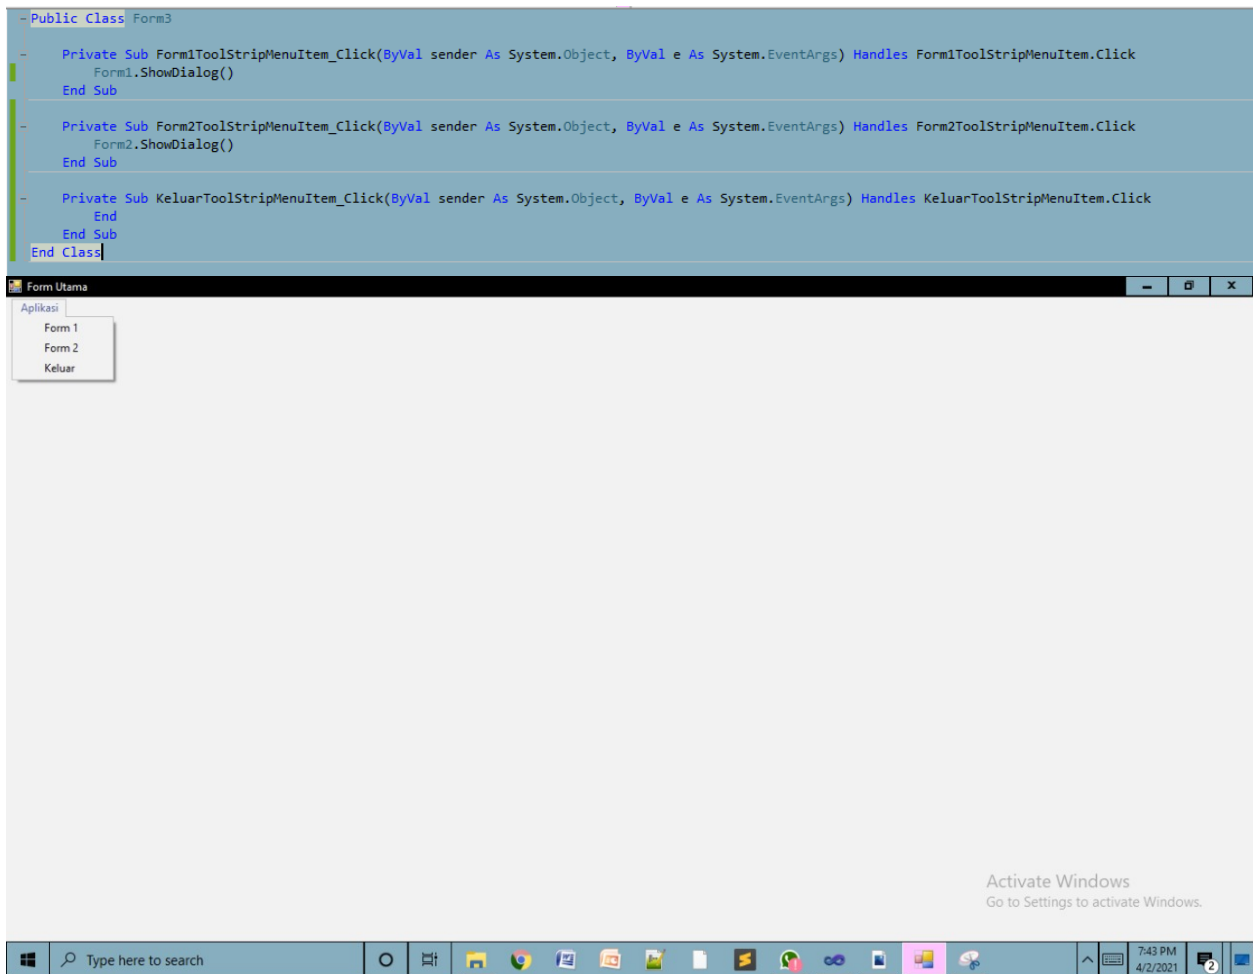 Public Class Form3
Private Sub Form1ToolStripMenuItem_Click(ByVal sender As System.Object, ByVal e As System.EventArgs) Handles Form1ToolStripMenuItem.Click
Form1.ShowDialog()
End Sub
Private Sub Form2ToolStripMenuItem_Click(ByVal sender As System.Object, ByVal e As System.EventArgs) Handles Form2ToolStripMenuItem.Click
Form2.ShowDialog()
End Sub
Private Sub KeluarToolStripMenuItem_Click(ByVal sender As System.Object, ByVal e As System.EventArgs) Handles KeluarToolStripMenuItem.Click
End
End Sub
End Class
Form Utama
Aplikasi
Form 1
Form 2
Keluar
Activate Windows
Go to Settings to activate Windows.
Type here to search
7:43 PM
4/2/2021
2